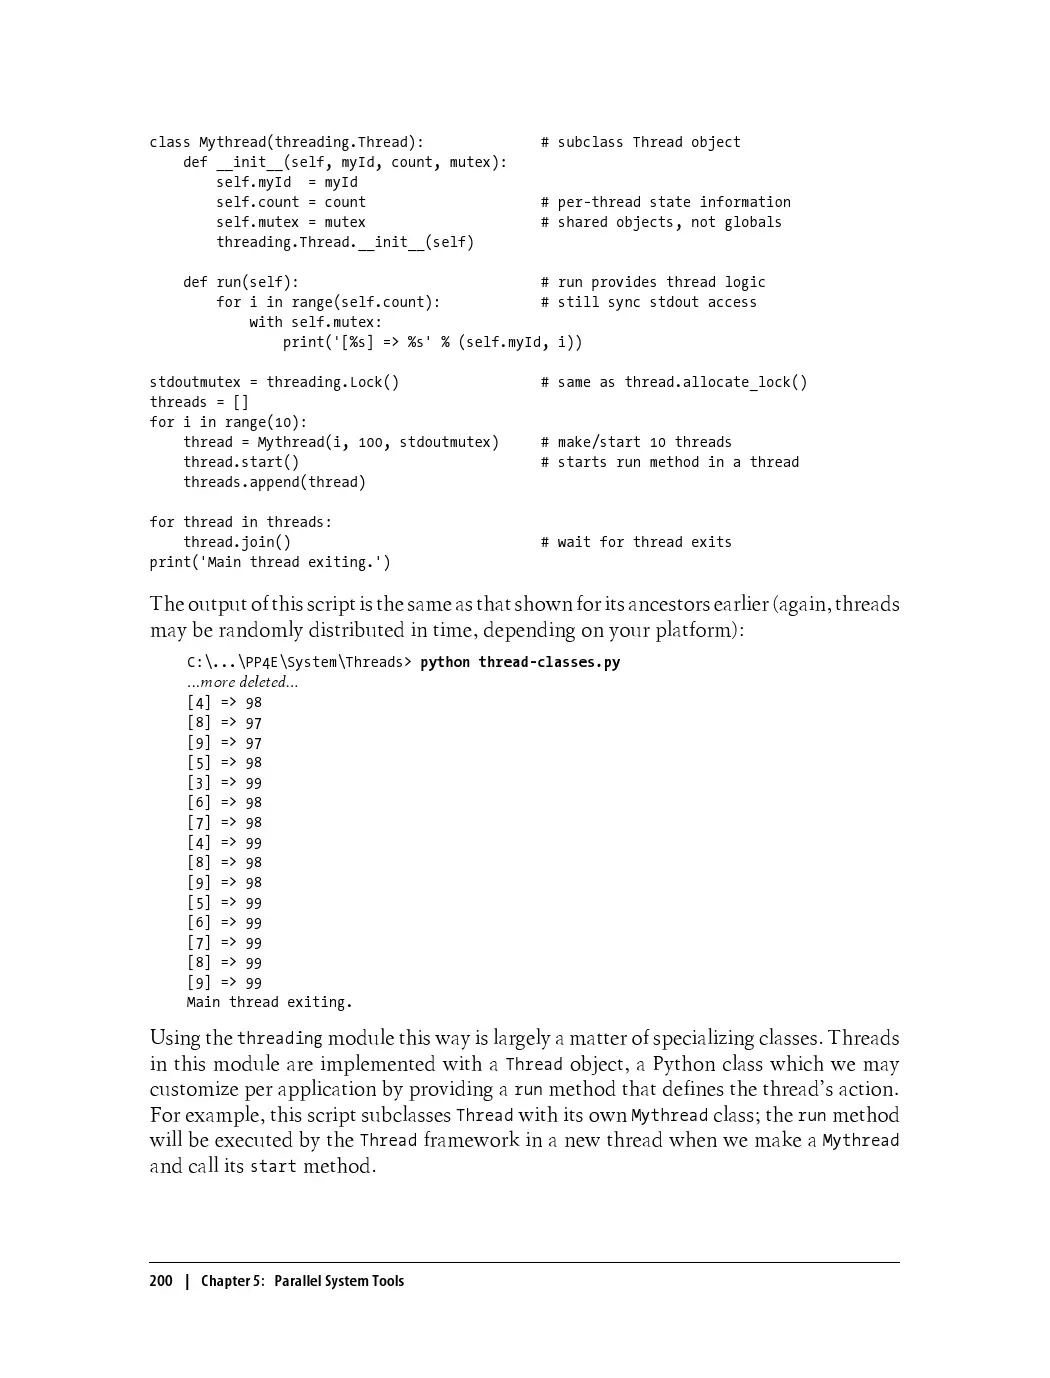 class Mythread(threading.Thread):              # subclass Thread object
    def __init__(self, myId, count, mutex):
        self.myId  = myId
        self.count = count                     # per-thread state information
        self.mutex = mutex                     # shared objects, not globals
        threading.Thread.__init__(self)

    def run(self):                             # run provides thread logic
        for i in range(self.count):            # still sync stdout access
            with self.mutex:
                print('[%s] => %s' % (self.myId, i))

stdoutmutex = threading.Lock()                 # same as thread.allocate_lock()
threads = []
for i in range(10):
    thread = Mythread(i, 100, stdoutmutex)     # make/start 10 threads
    thread.start()                             # starts run method in a thread
    threads.append(thread)

for thread in threads:
    thread.join()                              # wait for thread exits
print('Main thread exiting.')
The output of this script is the same as that shown for its ancestors earlier (again, threads
may be randomly distributed in time, depending on your platform):
C:\...\PP4E\System\Threads> python thread-classes.py
...more deleted...
[4] => 98
[8] => 97
[9] => 97
[5] => 98
[3] => 99
[6] => 98
[7] => 98
[4] => 99
[8] => 98
[9] => 98
[5] => 99
[6] => 99
[7] => 99
[8] => 99
[9] => 99
Main thread exiting.
Using the threading module this way is largely a matter of specializing classes. Threads
in this module are implemented with a Thread object, a Python class which we may
customize per application by providing a run method that defines the thread's action.
For example, this script subclasses Thread with its own Mythread class; the run method
will be executed by the Thread framework in a new thread when we make a Mythread
and call its start method.
200 | Chapter 5: Parallel System Tools